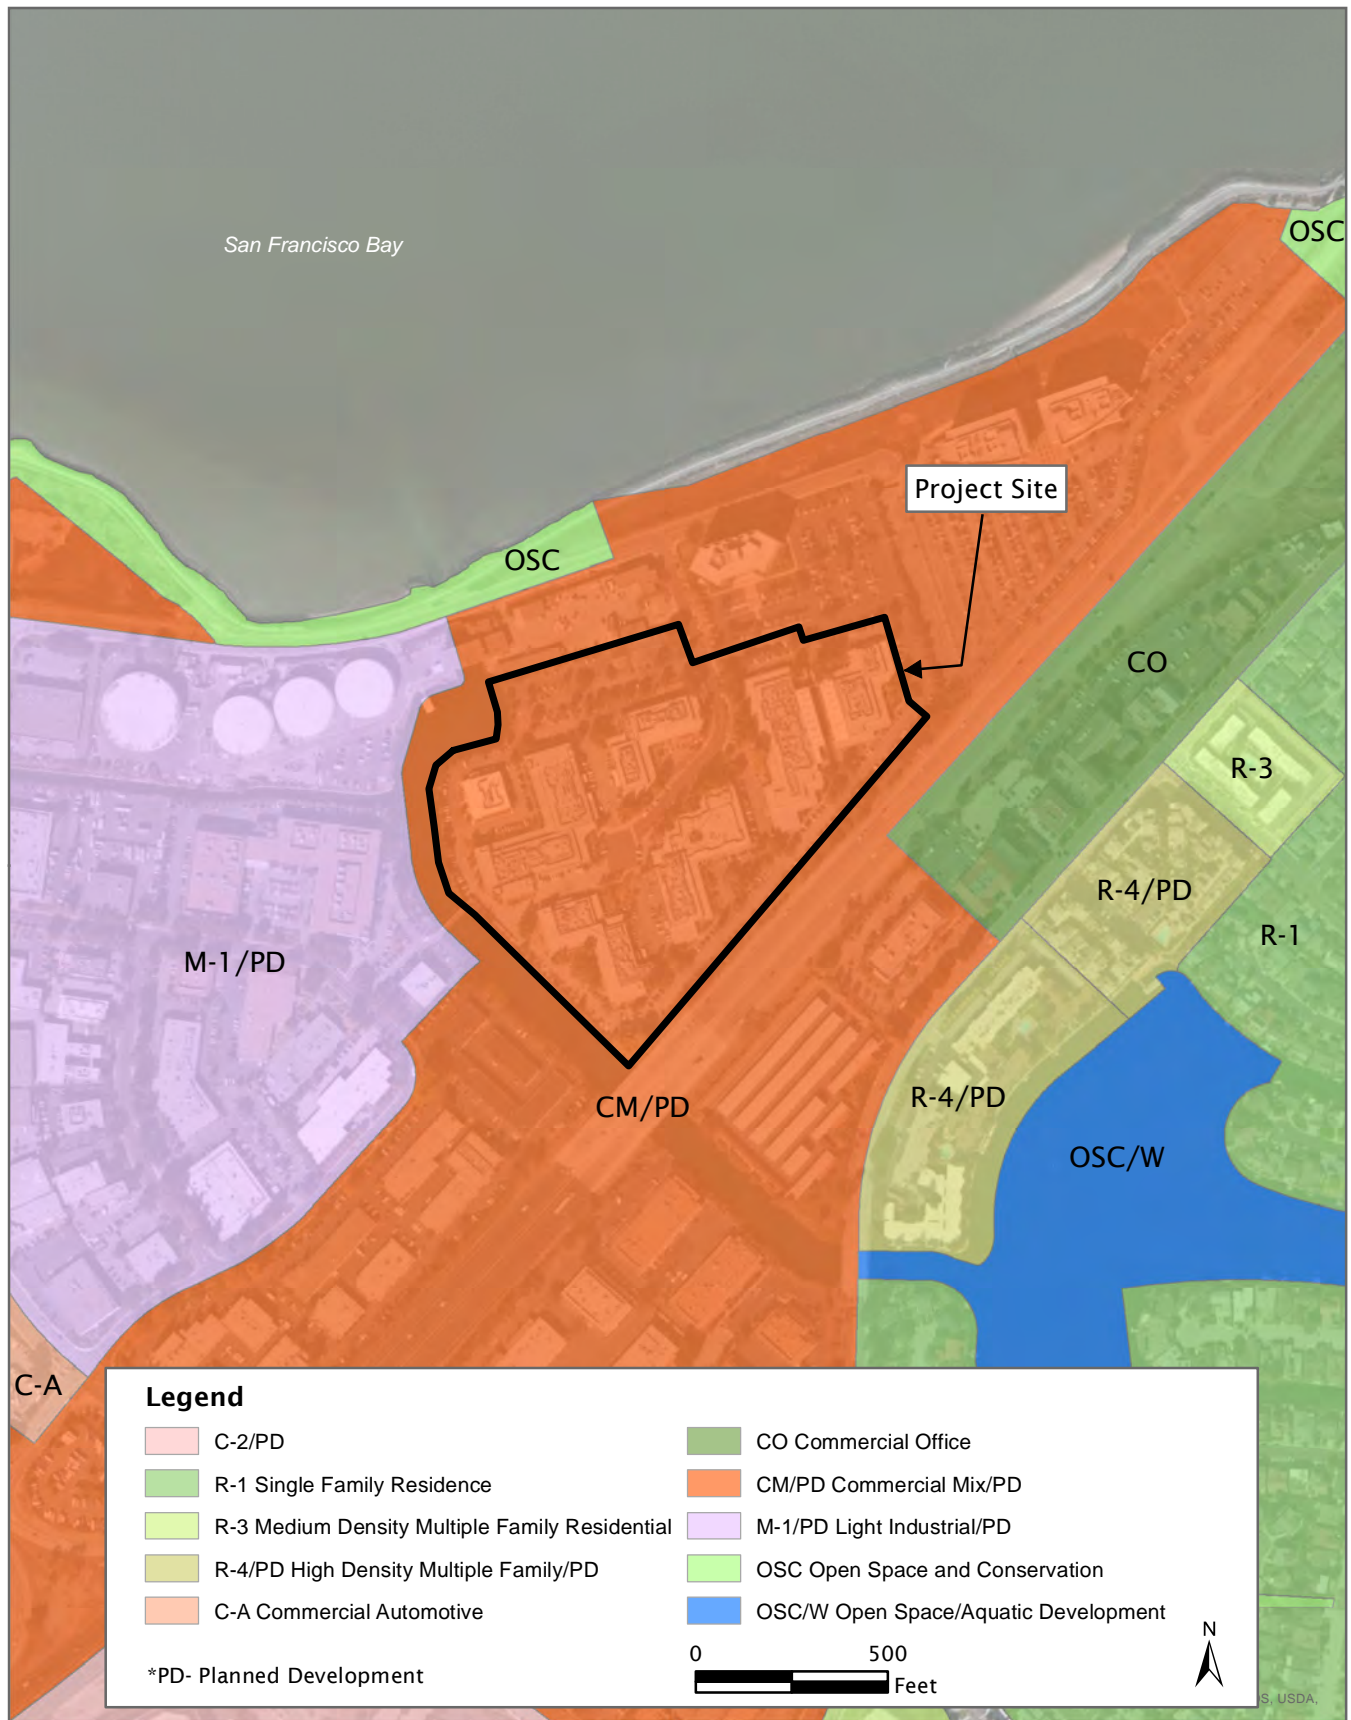 San Francisco Bay
OSC
Project Site
OSC
CO
R-3
R-4/PD
R-1
M-1/PD
R-4/PD
CM/PD
OSC/W
C-A
Legend
C-2/PD
R-1 Single Family Residence
R-3 Medium Density Multiple Family Residential
R-4/PD High Density Multiple Family/PD
C-A Commercial Automotive
*PD- Planned Development
CO Commercial Office
CM/PD Commercial Mix/PD
M-1/PD Light Industrial/PD
OSC Open Space and Conservation
OSC/W Open Space/Aquatic Development
0 500
Feet
N
USDA,